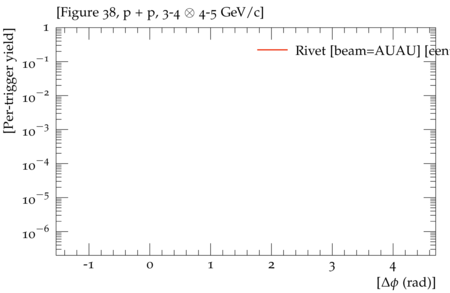 [Figure 38, p + p, 3-4 ⊗ 4-5 GeV/c]
[Per-trigger yield]
1
10⁻¹
10⁻²
10⁻³
10⁻⁴
10⁻⁵
10⁻⁶
Rivet [beam=AUAU] [cen
-1 0 1 2 3 4
[Δϕ (rad)]